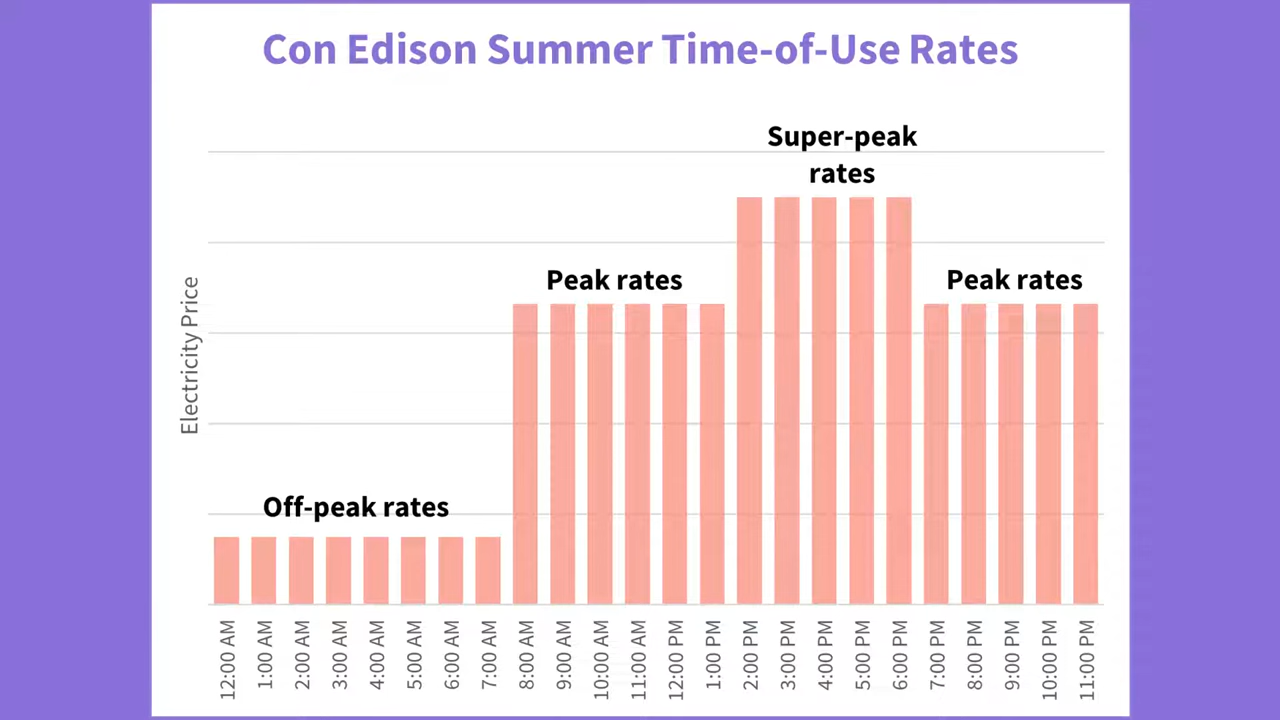 Con Edison Summer Time-of-Use Rates
Super-peak
rates
Peak rates
Peak rates
Electricity Price
Off-peak rates
12:00 AM
1:00 AM
2:00 AM
3:00 AM
4:00 AM
5:00 AM
6:00 AM
7:00 AM
8:00 AM
9:00 AM
10:00 AM
11:00 AM
12:00 PM
1:00 PM
2:00 PM
3:00 PM
4:00 PM
5:00 PM
6:00 PM
7:00 PM
8:00 PM
9:00 PM
10:00 PM
11:00 PM